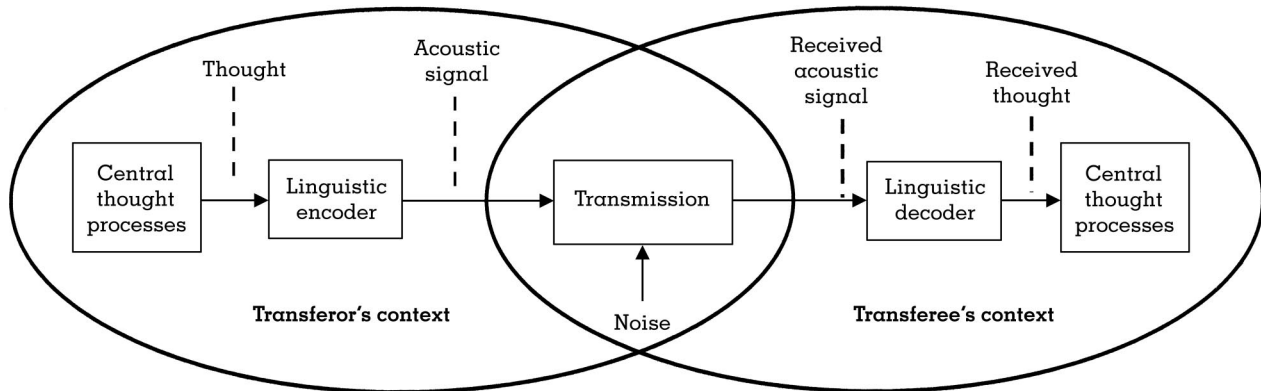 Thought
Acoustic
signal
Received
acoustic
signal
Received
thought
Central
thought
processes
Linguistic
encoder
Transmission
Linguistic
decoder
Central
thought
processes
Transferor's context
Noise
Transferee's context